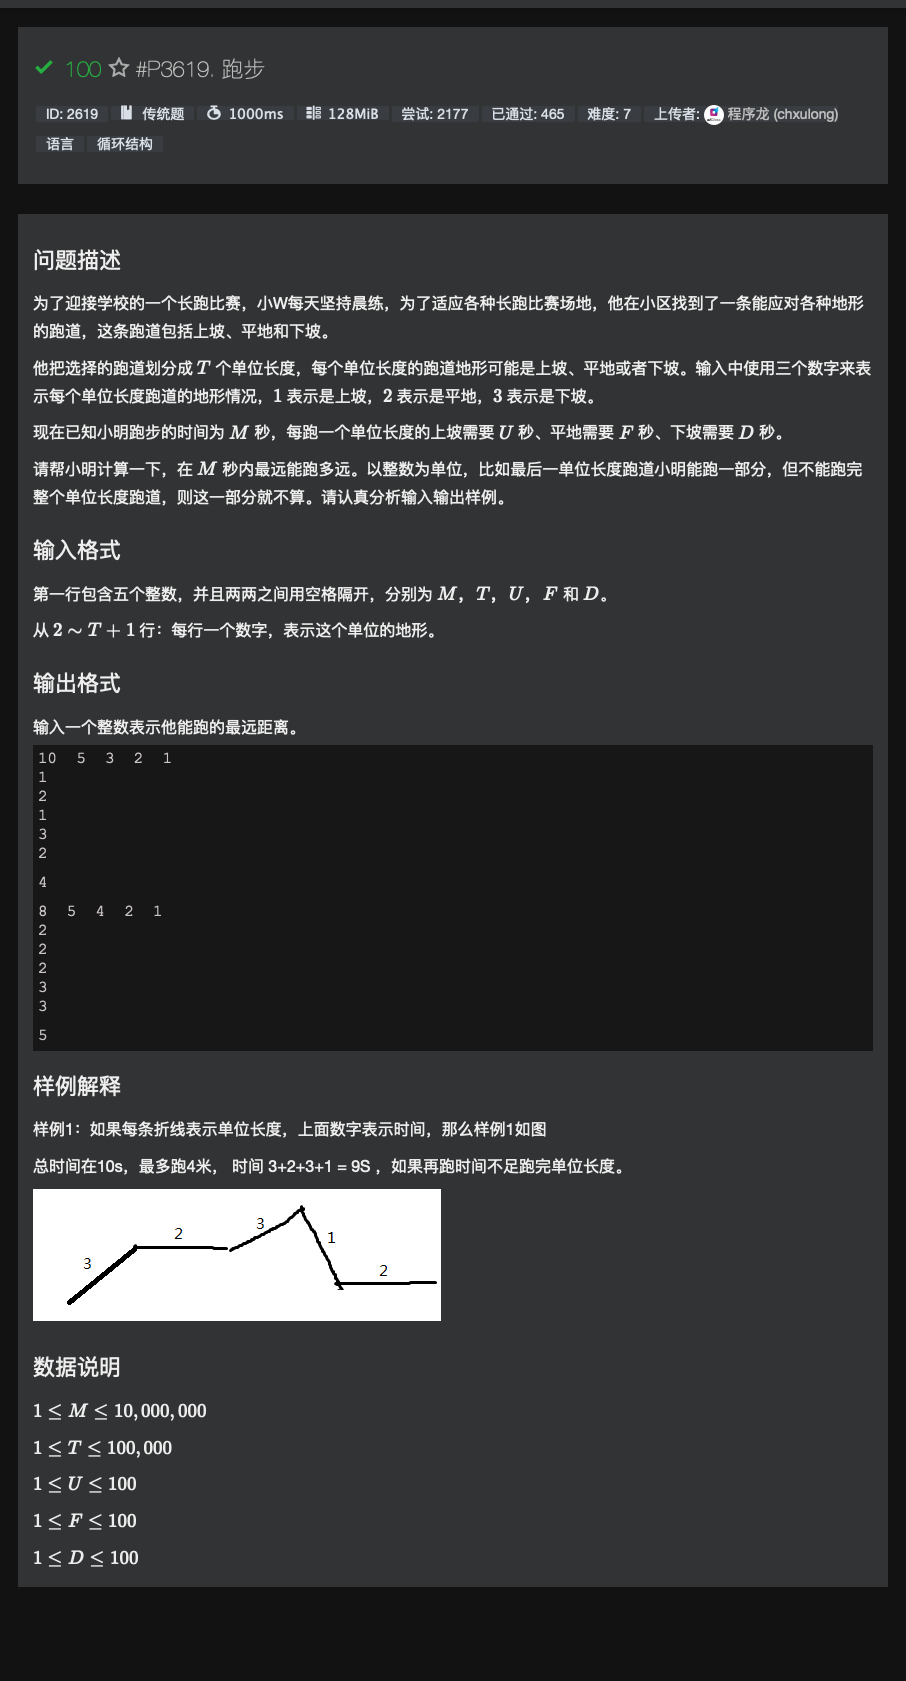 100 #P3619. 跑步
ID: 2619 传统题 1000ms 128MiB 尝试: 2177 已通过: 465 难度: 7 上传者: 程序龙 (chxulong)
语言 循环结构
问题描述
为了迎接学校的一个长跑比赛，小W每天坚持晨练，为了适应各种长跑比赛场地，他在小区找到了一条能应对各种地形
的跑道，这条跑道包括上坡、平地和下坡。
他把选择的跑道划分成 T 个单位长度，每个单位长度的跑道地形可能是上坡、平地或者下坡。输入中使用三个数字来表
示每个单位长度跑道的地形情况，1 表示是上坡，2 表示是平地，3 表示是下坡。
现在已知小明跑步的时间为 M 秒，每跑一个单位长度的上坡需要 U 秒、平地需要 F 秒、下坡需要 D 秒。
请帮小明计算一下，在 M 秒内最远能跑多远。以整数为单位，比如最后一单位长度跑道小明能跑一部分，但不能跑完
整个单位长度跑道，则这一部分就不算。请认真分析输入输出样例。
输入格式
第一行包含五个整数，并且两两之间用空格隔开，分别为 M，T，U，F 和 D。
从 2 ∼ T + 1 行：每行一个数字，表示这个单位的地形。
输出格式
输入一个整数表示他能跑的最远距离。
10 5 3 2 1
1
2
1
3
2
4
8 5 4 2 1
2
2
2
3
3
5
样例解释
样例1：如果每条折线表示单位长度，上面数字表示时间，那么样例1如图
总时间在10s，最多跑4米， 时间 3+2+3+1 = 9S ，如果再跑时间不足跑完单位长度。
3 2 3 1 2
数据说明
1 ≤ M ≤ 10,000,000
1 ≤ T ≤ 100,000
1 ≤ U ≤ 100
1 ≤ F ≤ 100
1 ≤ D ≤ 100